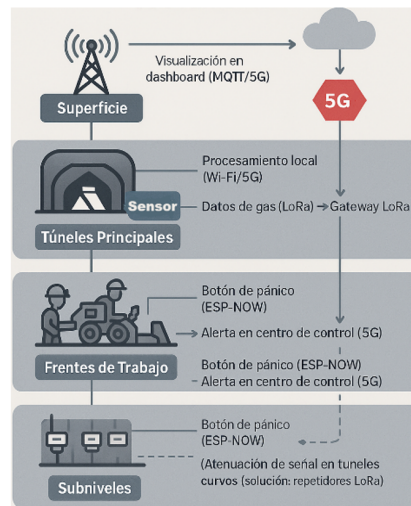 Visualización en
dashboard (MQTT/5G)
Superficie
5G
Procesamiento local
(Wi-Fi/5G)
Sensor
Datos de gas (LoRa)
Gateway LoRa
Túneles Principales
Botón de pánico
(ESP-NOW)
Alerta en centro de control (5G)
Frentes de Trabajo
Botón de pánico (ESP-NOW)
Alerta en centro de control (5G)
Botón de pánico
(ESP-NOW)
(Atenuación de señal en tuneles
curvos (solución: repetidores LoRa)
Subniveles